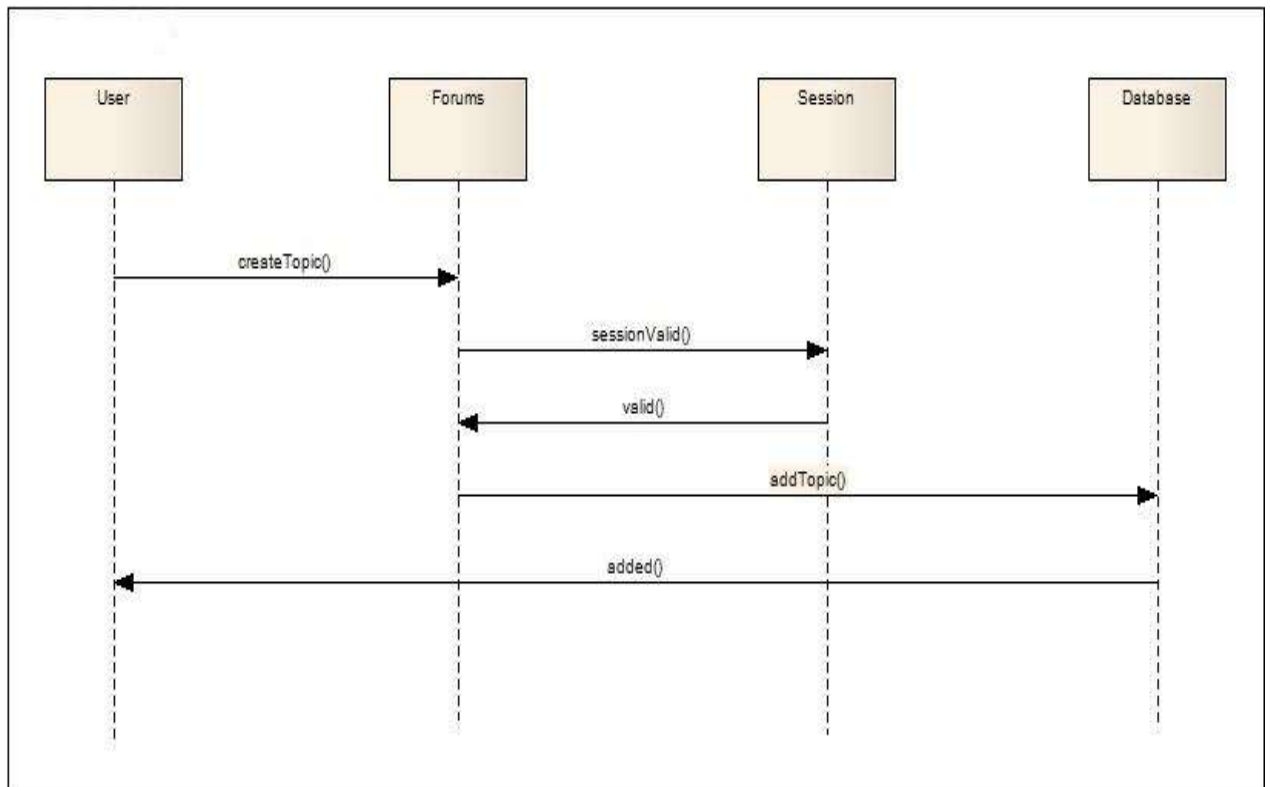 User
Forums
Session
Database
createTopic()
sessionValid()
valid()
addTopic()
added()